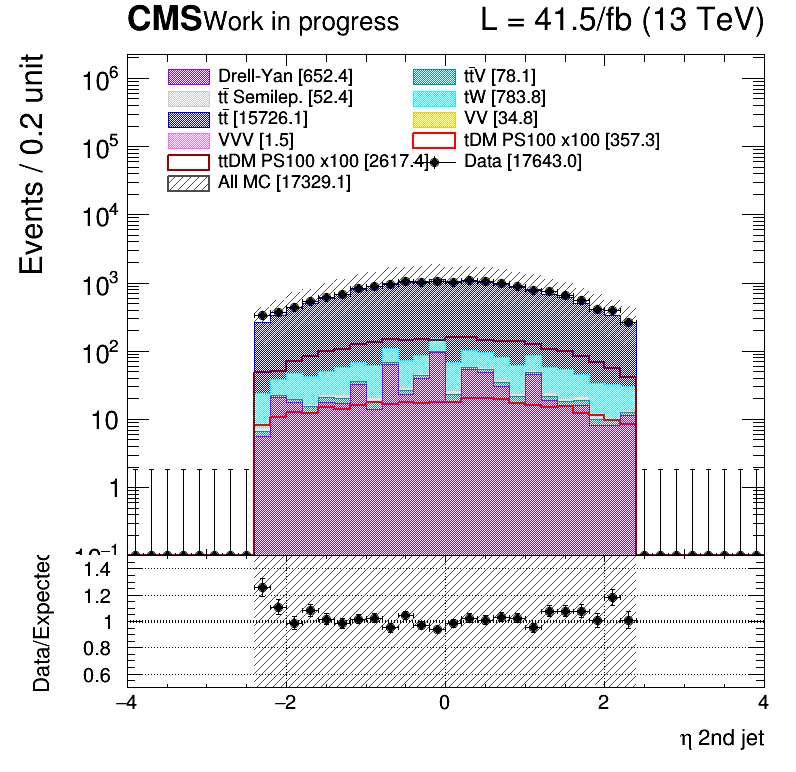 CMS Work in progress L = 41.5/fb (13 TeV)
Events / 0.2 unit
10⁶
10⁵
10⁴
10³
10²
10
1
10⁻¹
Drell-Yan [652.4] tt̄V [78.1]
tt̄ Semilep. [52.4] tW [783.8]
tt̄ [15726.1] VV [34.8]
VVV [1.5] tDM PS100 x100 [357.3]
ttDM PS100 x100 [2617.4] Data [17643.0]
All MC [17329.1]
Data/Expected
1.4
1.2
1
0.8
0.6
−4 −2 0 2 4
η 2nd jet